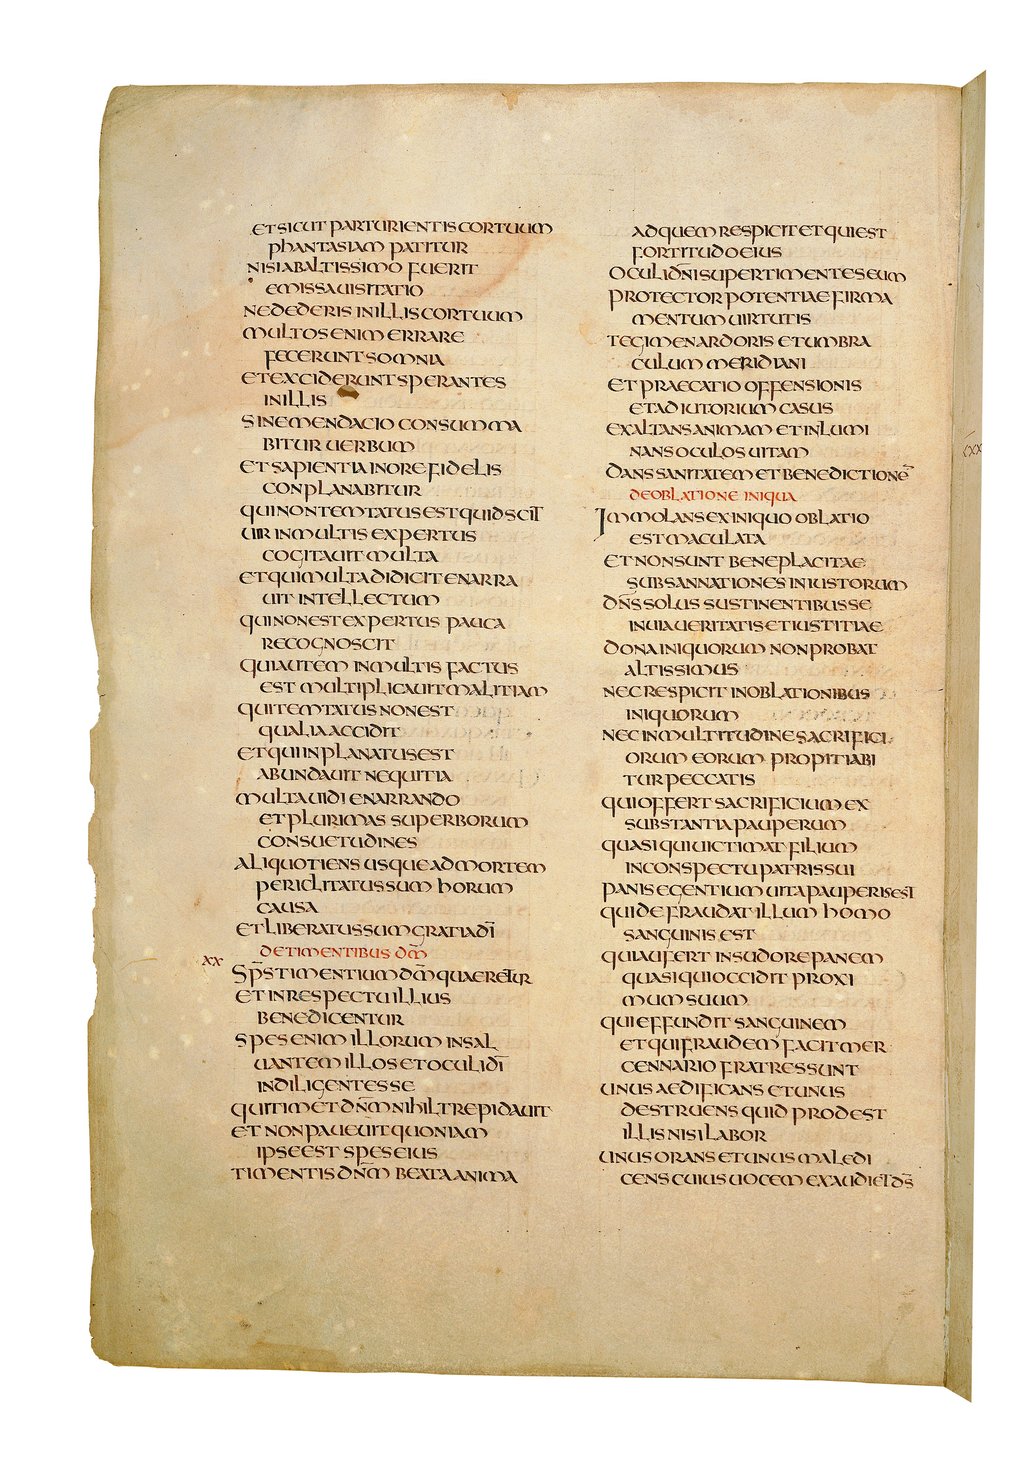 ET SICUT PARTURIENTIS COR TUUM
PHANTASIAM PATITUR
NISI AB ALTISSIMO FUERIT
EMISSA UISITATIO
NE DEDERIS IN ILLIS COR TUUM
MULTOS ENIM ERRARE
FECERUNT SOMNIA
ET EXCIDERUNT SPERANTES
IN ILLIS
SINE MENDACIO CONSUMMA
BITUR UERBUM
ET SAPIENTIA IN ORE FIDELIS
CONPLANABITUR
QUI NON TEMTATUS EST QUID SCIT
UIR IN MULTIS EXPERTUS
COGITAUIT MULTA
ET QUI MULTA DIDICIT ENARRA
UIT INTELLECTUM
QUI NON EST EXPERTUS PAUCA
RECOGNOSCIT
QUI AUTEM IN MULTIS FACTUS
EST MULTIPLICAUIT MALITIAM
QUI TEMTATUS NON EST
QUALIA ACCIDIT
ET QUI INPLANATUS EST
ABUNDAUIT NEQUITIA
MULTA UIDI ENARRANDO
ET PLURIMAS SUPERBORUM
CONSUETUDINES
ALIQUOTIENS USQUE AD MORTEM
PERICLITATUS SUM HORUM
CAUSA
ET LIBERATUS SUM GRATIA DĪ
DE TIMENTIBUS DM̄
XX SP̄S TIMENTIUM DM̄ QUAERETUR
ET IN RESPECTU ILLIUS
BENEDICENTUR
SPES ENIM ILLORUM IN SAL
UANTEM ILLOS ET OCULI DĪ
IN DILIGENTES SE
QUI TIMET DN̄M NIHIL TREPIDAUIT
ET NON PAUEUIT QUONIAM
IPSE EST SPES EIUS
TIMENTIS DN̄M BEATA ANIMA
AD QUEM RESPICIT ET QUI EST
FORTITUDO EIUS
OCULI DN̄I SUPER TIMENTES EUM
PROTECTOR POTENTIAE FIRMA
MENTUM UIRTUTIS
TEGIMEN ARDORIS ET UMBRA
CULUM MERIDIANI
ET PRAECATIO OFFENSIONIS
ET ADIUTORIUM CASUS
EXALTANS ANIMAM ET INLUMI
NANS OCULOS UITAM
DANS SANITATEM ET BENEDICTIONĒ
DE OBLATIONE INIQUA
IMMOLANS EX INIQUO OBLATIO
EST MACULATA
ET NON SUNT BENEPLACITAE
SUBSANNATIONES INIUSTORUM
DN̄S SOLUS SUSTINENTIBUS SE
IN UIA UERITATIS ET IUSTITIAE
DONA INIQUORUM NON PROBAT
ALTISSIMUS
NEC RESPICIT IN OBLATIONIBUS
INIQUORUM
NEC IN MULTITUDINE SACRIFICI
ORUM EORUM PROPITIABI
TUR PECCATIS
QUI OFFERT SACRIFICIUM EX
SUBSTANTIA PAUPERUM
QUASI QUI UICTIMAT FILIUM
IN CONSPECTU PATRIS SUI
PANIS EGENTIUM UITA PAUPERIS EST
QUI DEFRAUDAT ILLUM HOMO
SANGUINIS EST
QUI AUFERT IN SUDORE PANEM
QUASI QUI OCCIDIT PROXI
MUM SUUM
QUI EFFUNDIT SANGUINEM
ET QUI FRAUDEM FACIT MER
CENNARIO FRATRES SUNT
UNUS AEDIFICANS ET UNUS
DESTRUENS QUID PRODEST
ILLIS NISI LABOR
UNUS ORANS ET UNUS MALEDI
CENS CUIUS UOCEM EXAUDIET DS̄